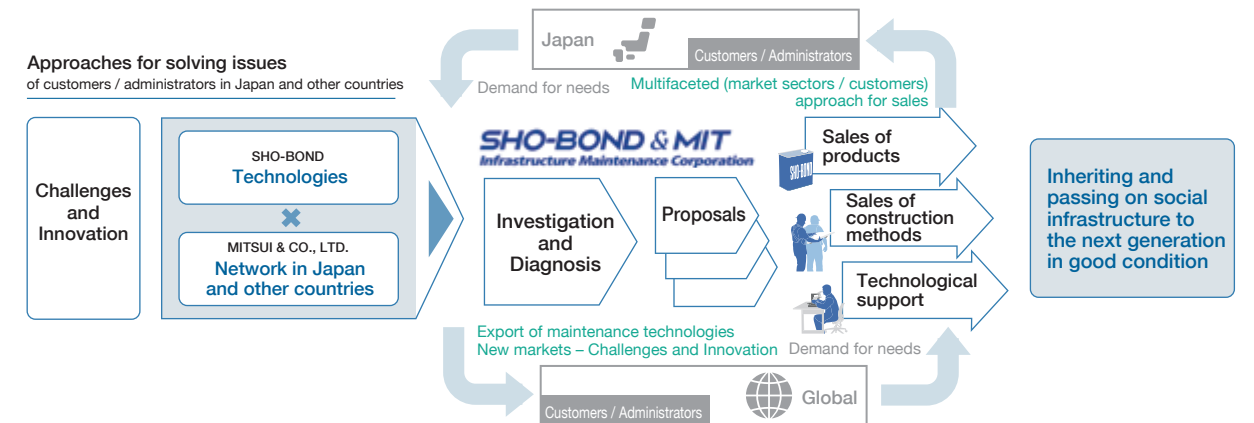 Approaches for solving issues
of customers / administrators in Japan and other countries
Challenges
and
Innovation
SHO-BOND
Technologies
MITSUI & CO., LTD.
Network in Japan
and other countries
Japan
Customers / Administrators
Demand for needs
Multifaceted (market sectors / customers)
approach for sales
SHO-BOND & MIT
Infrastructure Maintenance Corporation
Investigation
and
Diagnosis
Proposals
SHO-BOND
Sales of
products
Sales of
construction
methods
Technological
support
Export of maintenance technologies
New markets – Challenges and Innovation
Demand for needs
Customers / Administrators
Global
Inheriting and
passing on social
infrastructure to
the next generation
in good condition